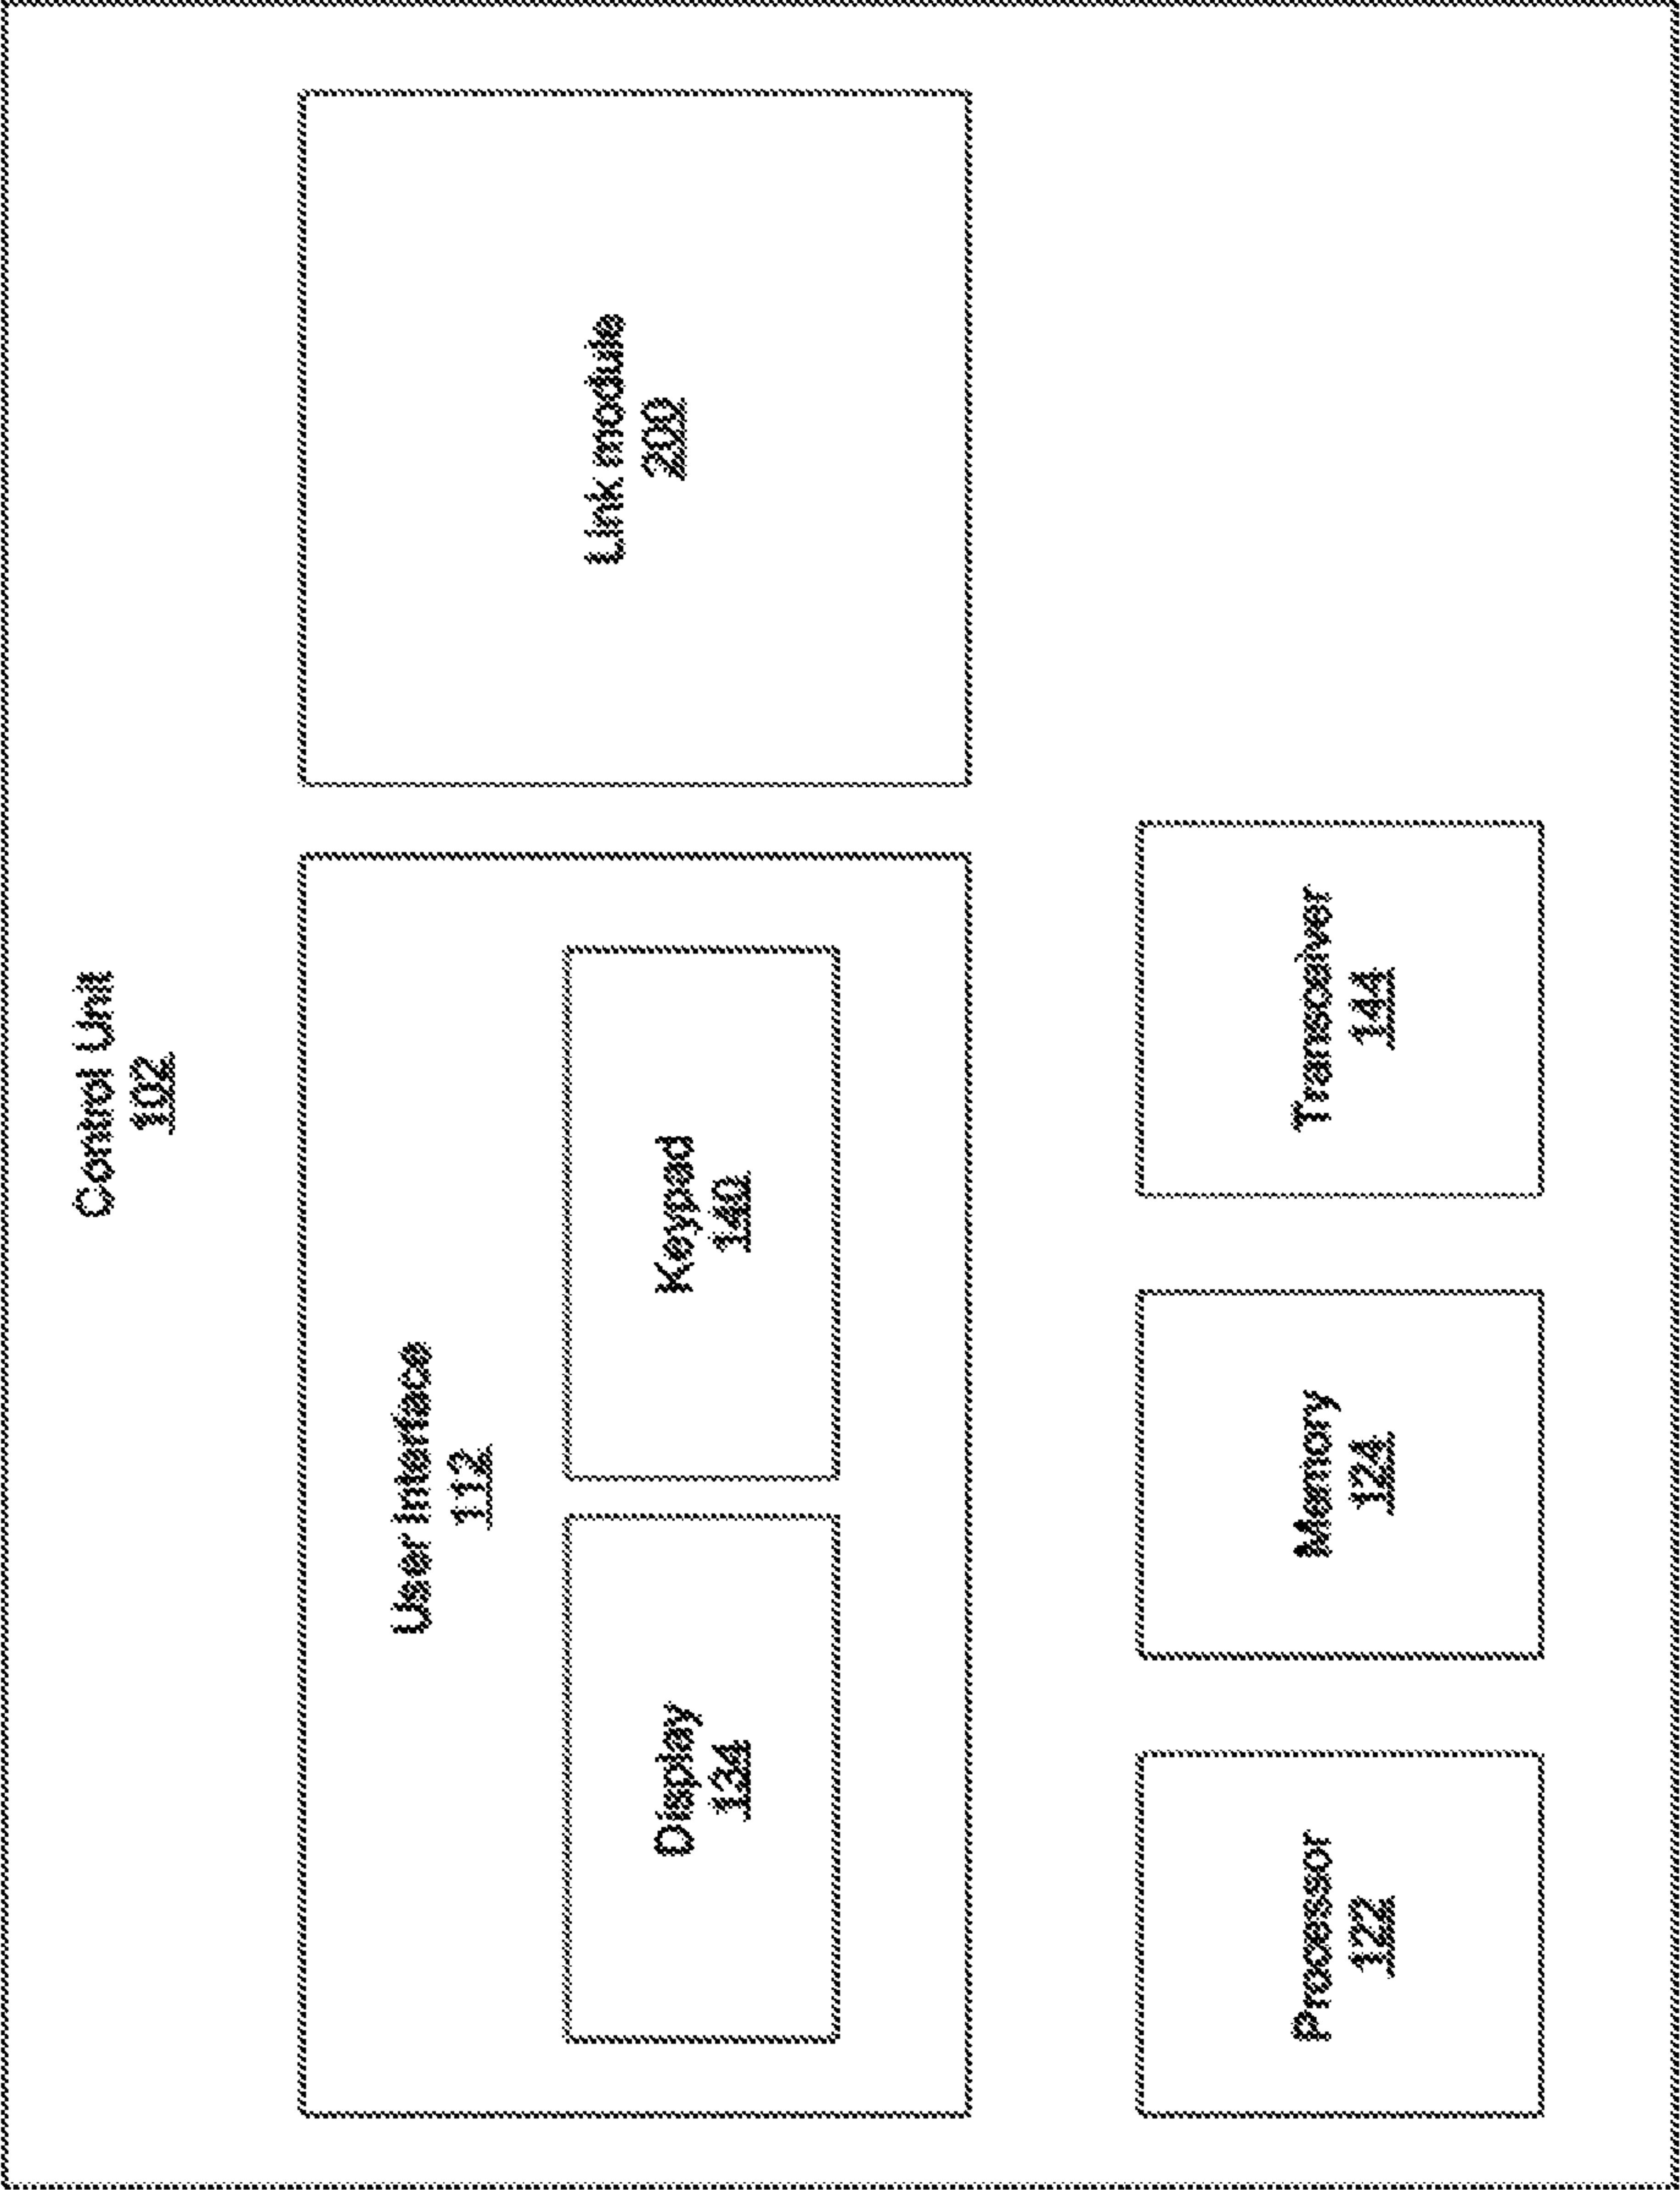 Control Unit
102
User Interface
112
Display
134
Keypad
140
Link module
200
Processor
122
Memory
124
Transceiver
144